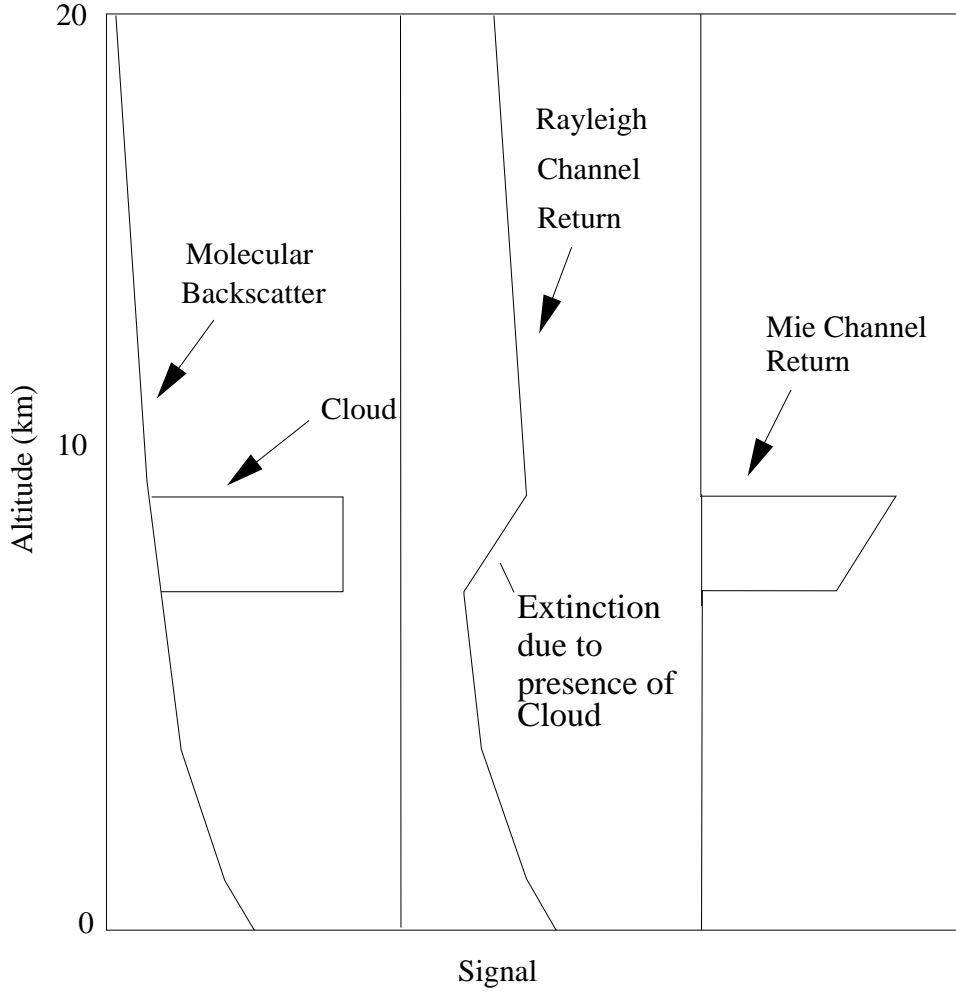 20
Rayleigh
Channel
Return
Molecular
Backscatter
Mie Channel
Return
Cloud
10
Altitude (km)
Extinction
due to
presence of
Cloud
0
Signal